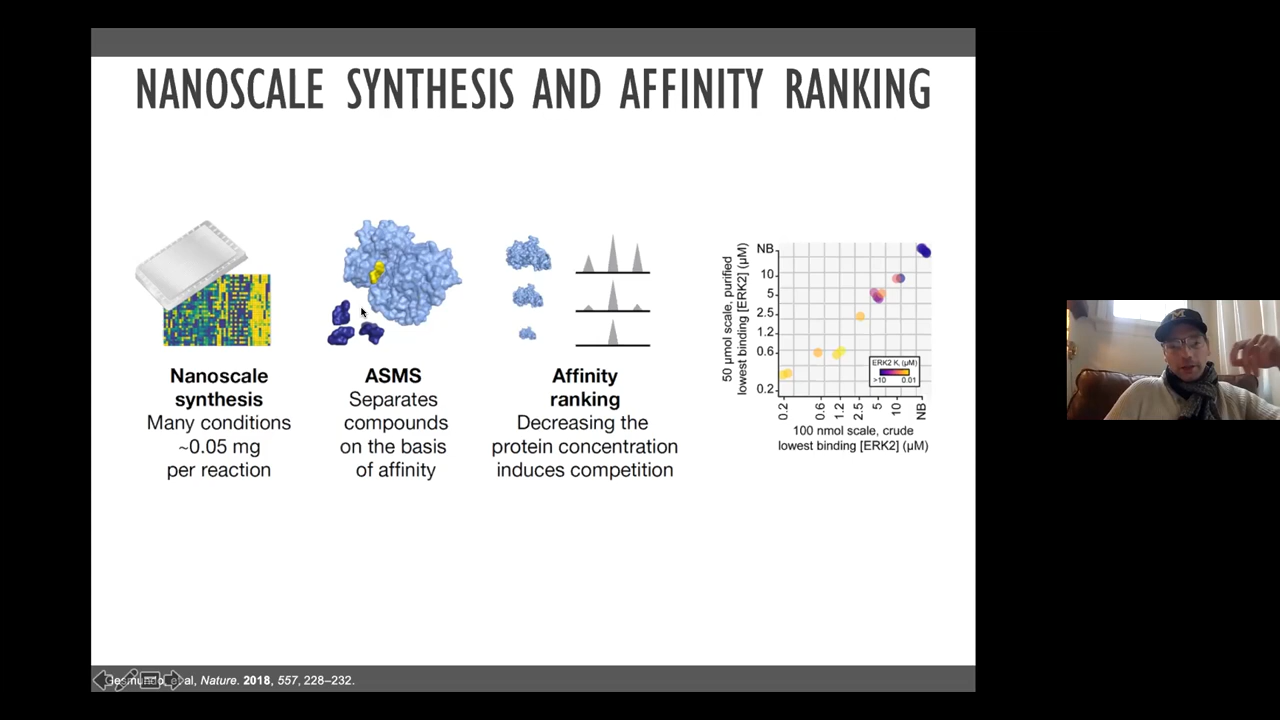 NANOSCALE SYNTHESIS AND AFFINITY RANKING
Nanoscale
synthesis
Many conditions
~0.05 mg
per reaction
ASMS
Separates
compounds
on the basis
of affinity
Affinity
ranking
Decreasing the
protein concentration
induces competition
50 μmol scale, purified
lowest binding [ERK2] (μM)
NB
10
5
2.5
1.2
0.6
0.2
ERK2 Kᵢ (μM)
>10 0.01
0.2 0.6 1.2 2.5 5 10 NB
100 nmol scale, crude
lowest binding [ERK2] (μM)
al, Nature. 2018, 557, 228–232.